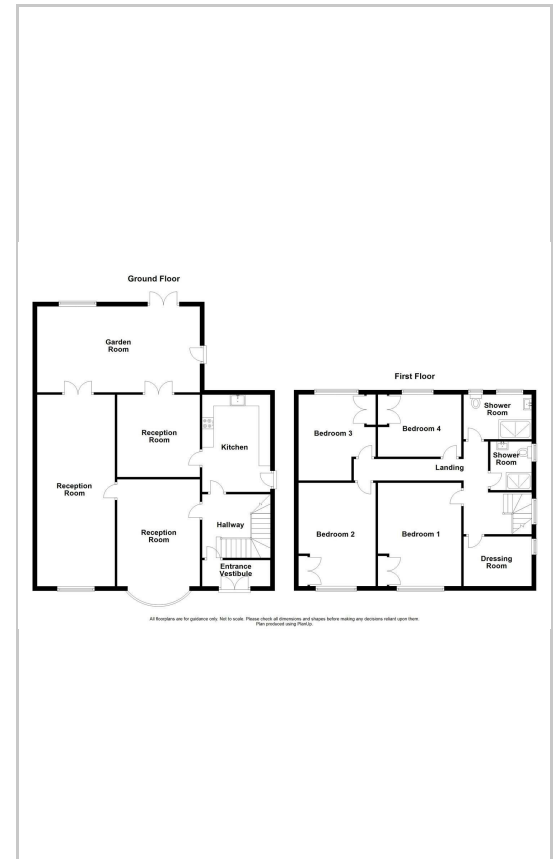 Ground Floor
Garden
Room
Reception
Room
Kitchen
Reception
Room
Reception
Room
Hallway
Entrance
Vestibule
First Floor
Bedroom 3
Bedroom 4
Shower
Room
Shower
Room
Landing
Bedroom 2
Bedroom 1
Dressing
Room
All floorplans are for guidance only. Not to scale. Please check all dimensions and shapes before making any decisions reliant upon them.
Plan produced using PlanUp.